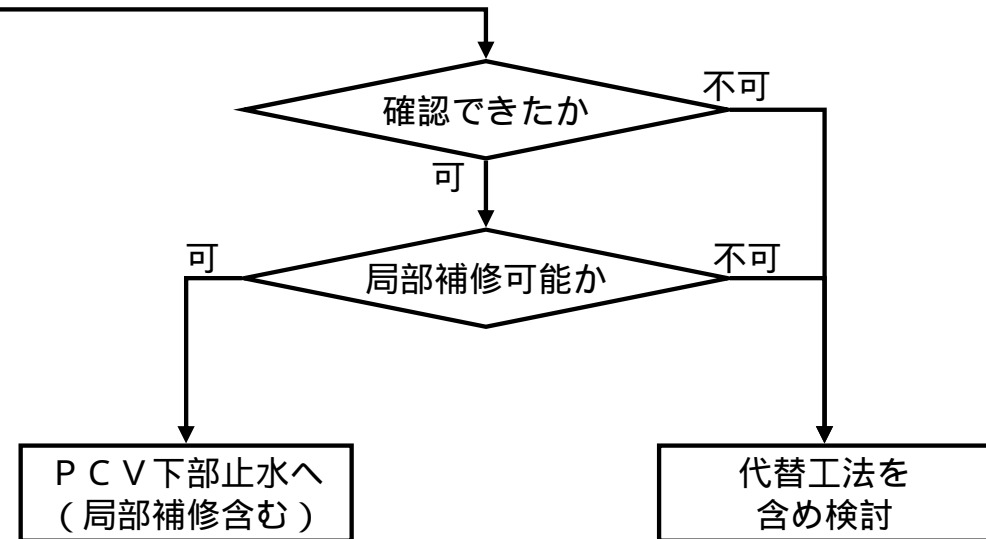 確認できたか
不可
可
可
局部補修可能か
不可
ＰＣＶ下部止水へ
（局部補修含む）
代替工法を
含め検討